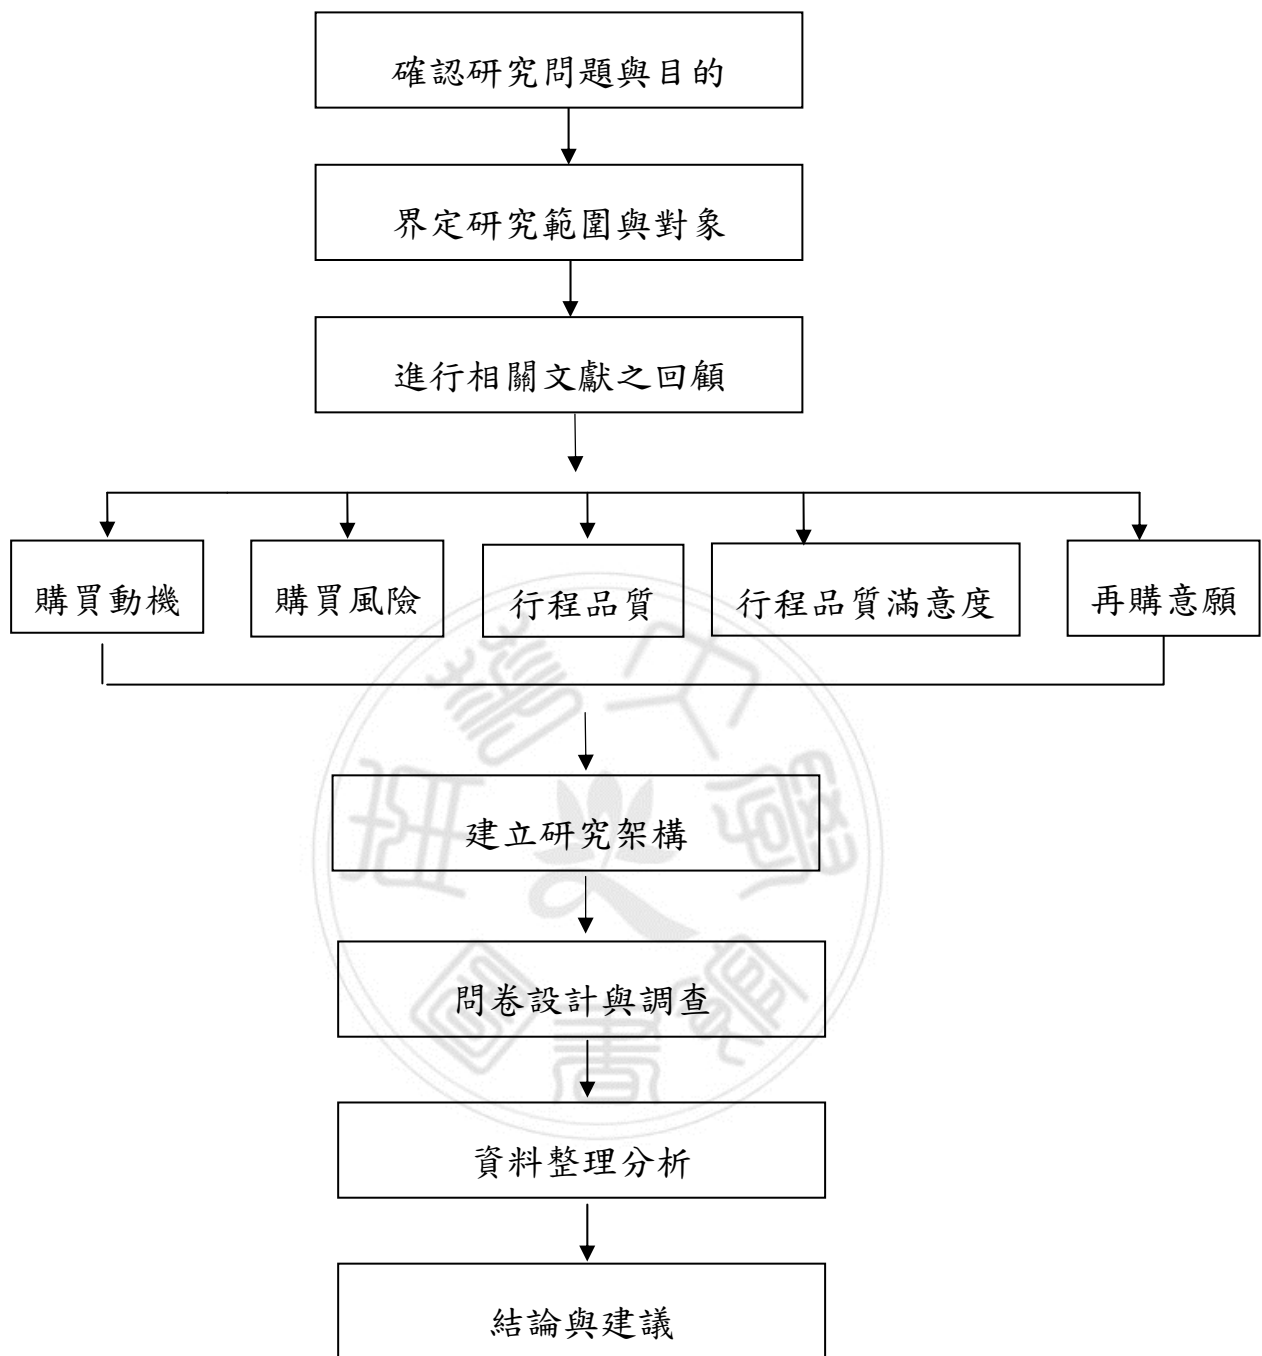 確認研究問題與目的
界定研究範圍與對象
進行相關文獻之回顧
購買動機
購買風險
行程品質
行程品質滿意度
再購意願
建立研究架構
問卷設計與調查
資料整理分析
結論與建議